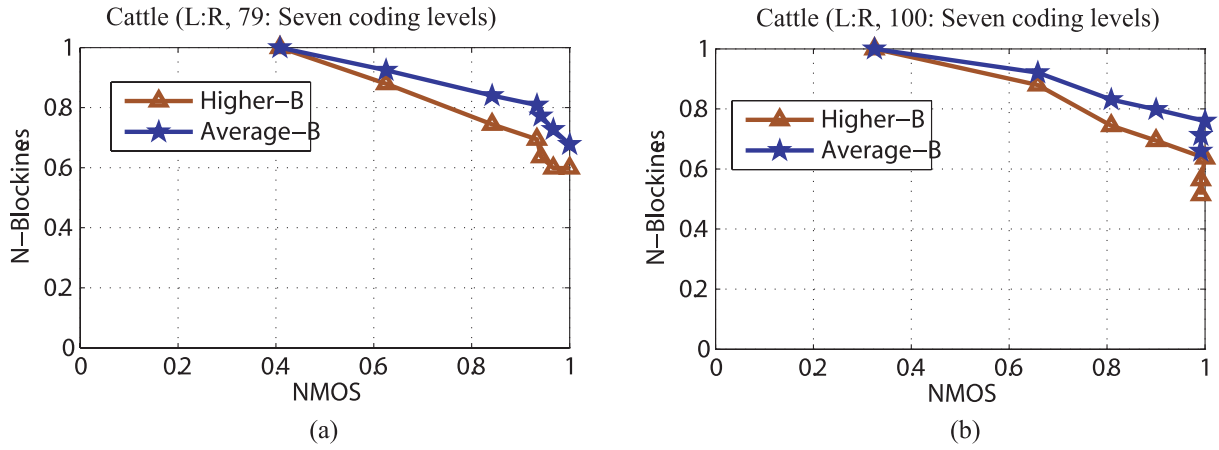 Cattle (L:R, 79: Seven coding levels)
1
0.8
0.6
0.4
0.2
0
N-Blockines
Higher-B
Average-B
0 0.2 0.4 0.6 0.8 1
NMOS
(a)
Cattle (L:R, 100: Seven coding levels)
1
0.8
0.6
0.4
0.2
0
N-Blockines
Higher-B
Average-B
0 0.2 0.4 0.6 0.8 1
NMOS
(b)